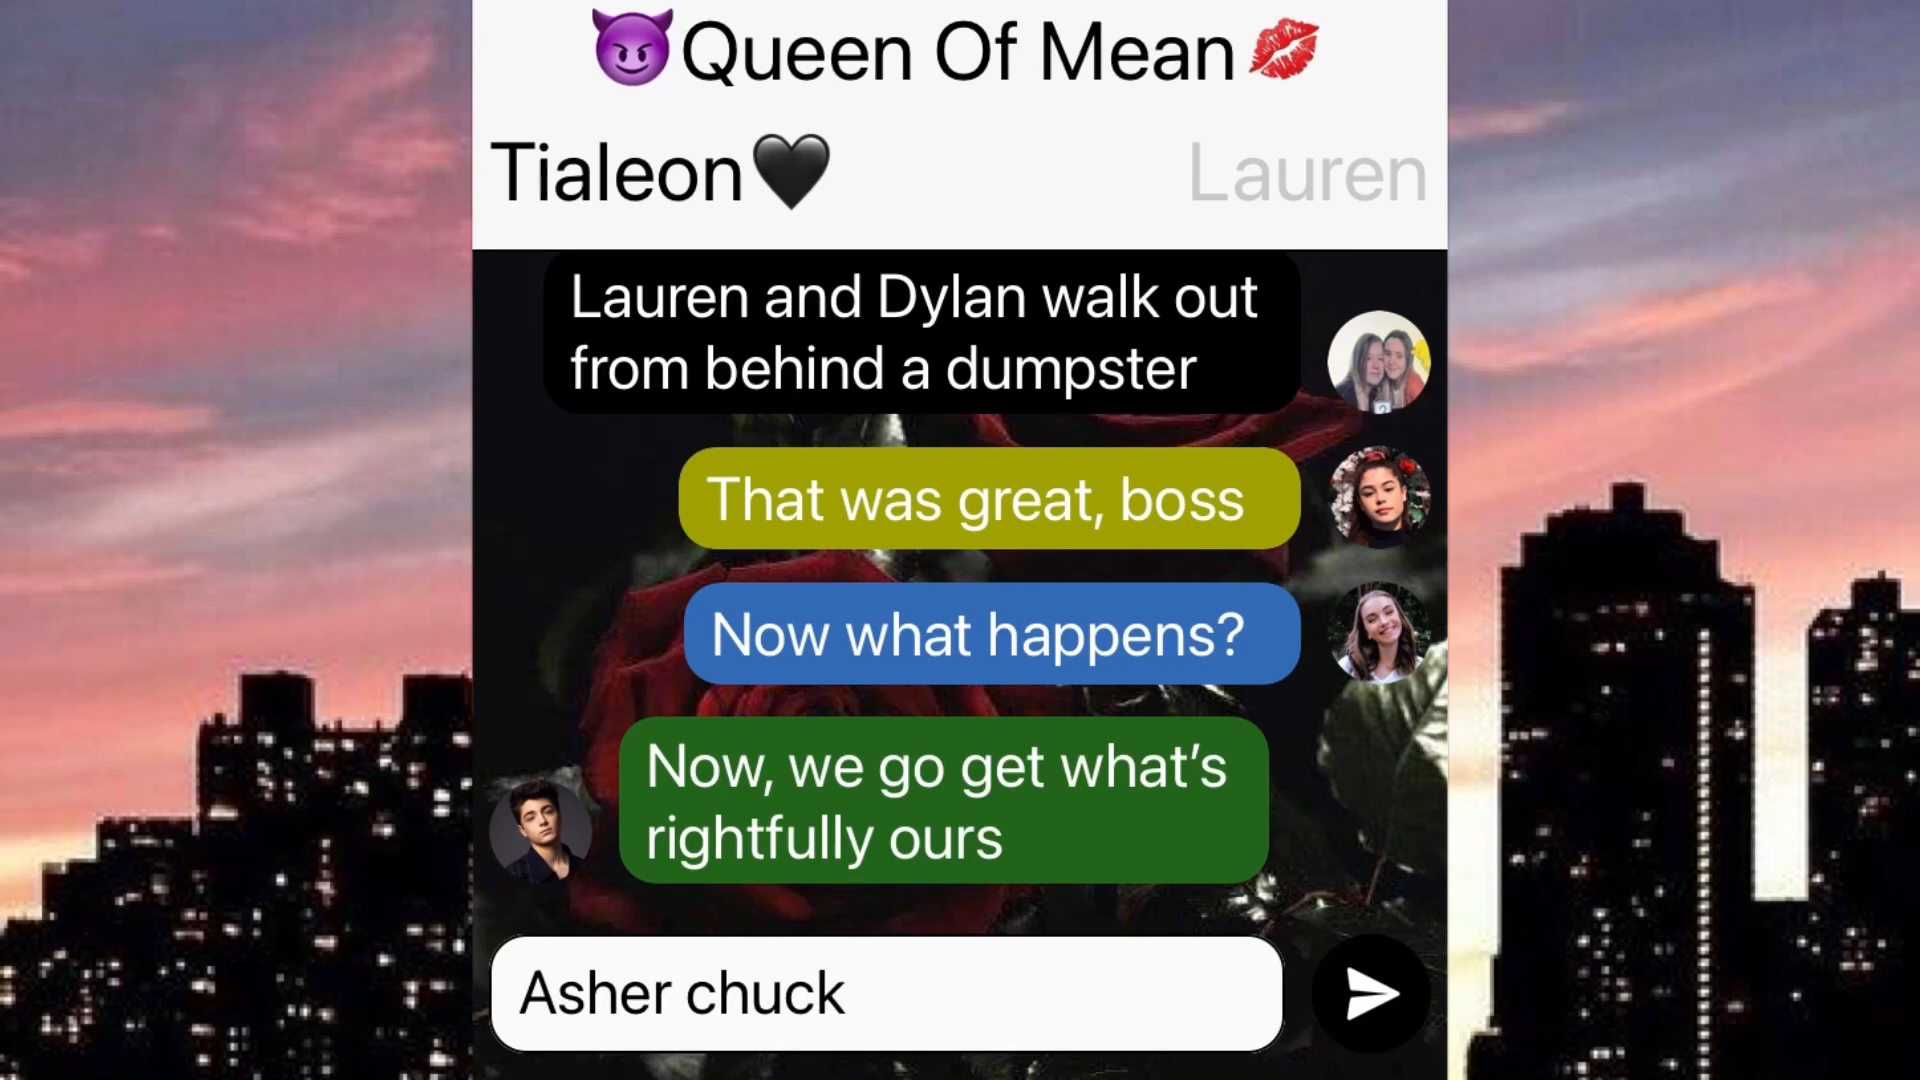 😈Queen Of Mean💋
Tialeon🖤
Lauren
Lauren and Dylan walk out
from behind a dumpster
That was great, boss
Now what happens?
Now, we go get what’s
rightfully ours
Asher chuck